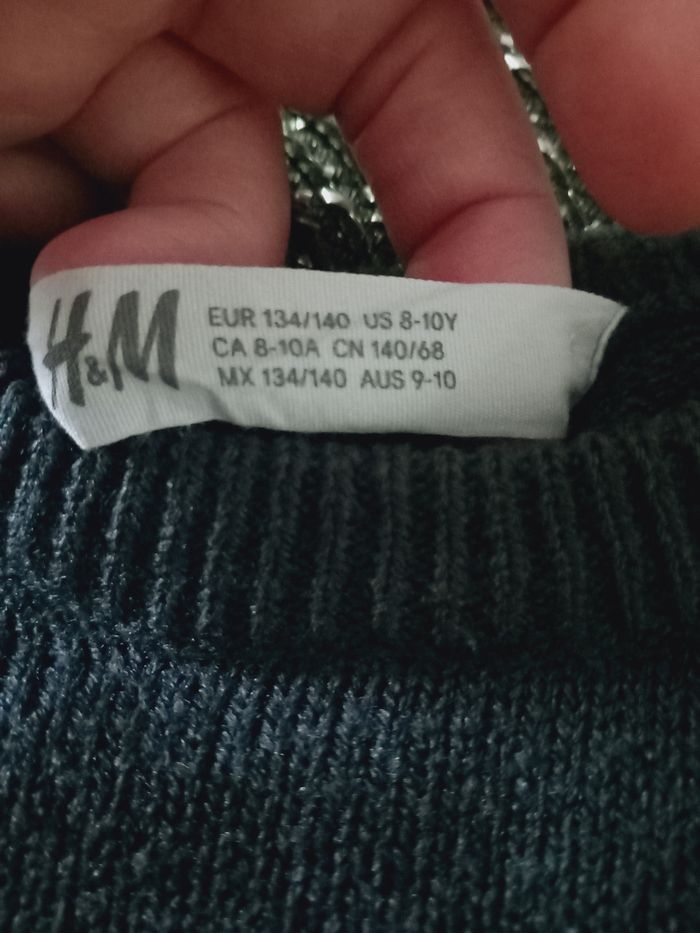 H&M
EUR 134/140 US 8-10Y
CA 8-10A CN 140/68
MX 134/140 AUS 9-10